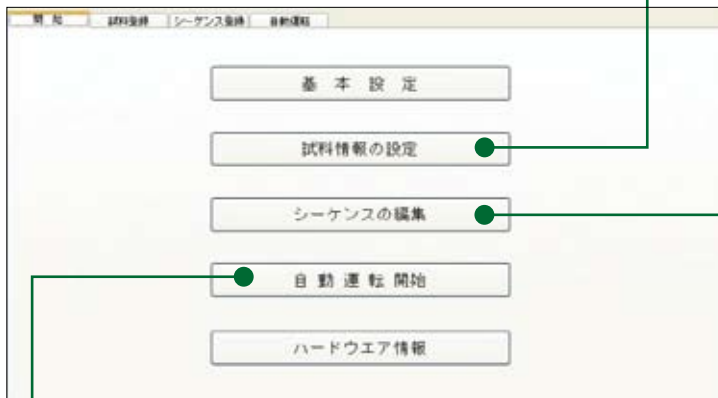 開 始 試料登録 シーケンス登録 自動運転
基 本 設 定
試料情報の設定
シーケンスの編集
自 動 運 転 開始
ハードウエア情報